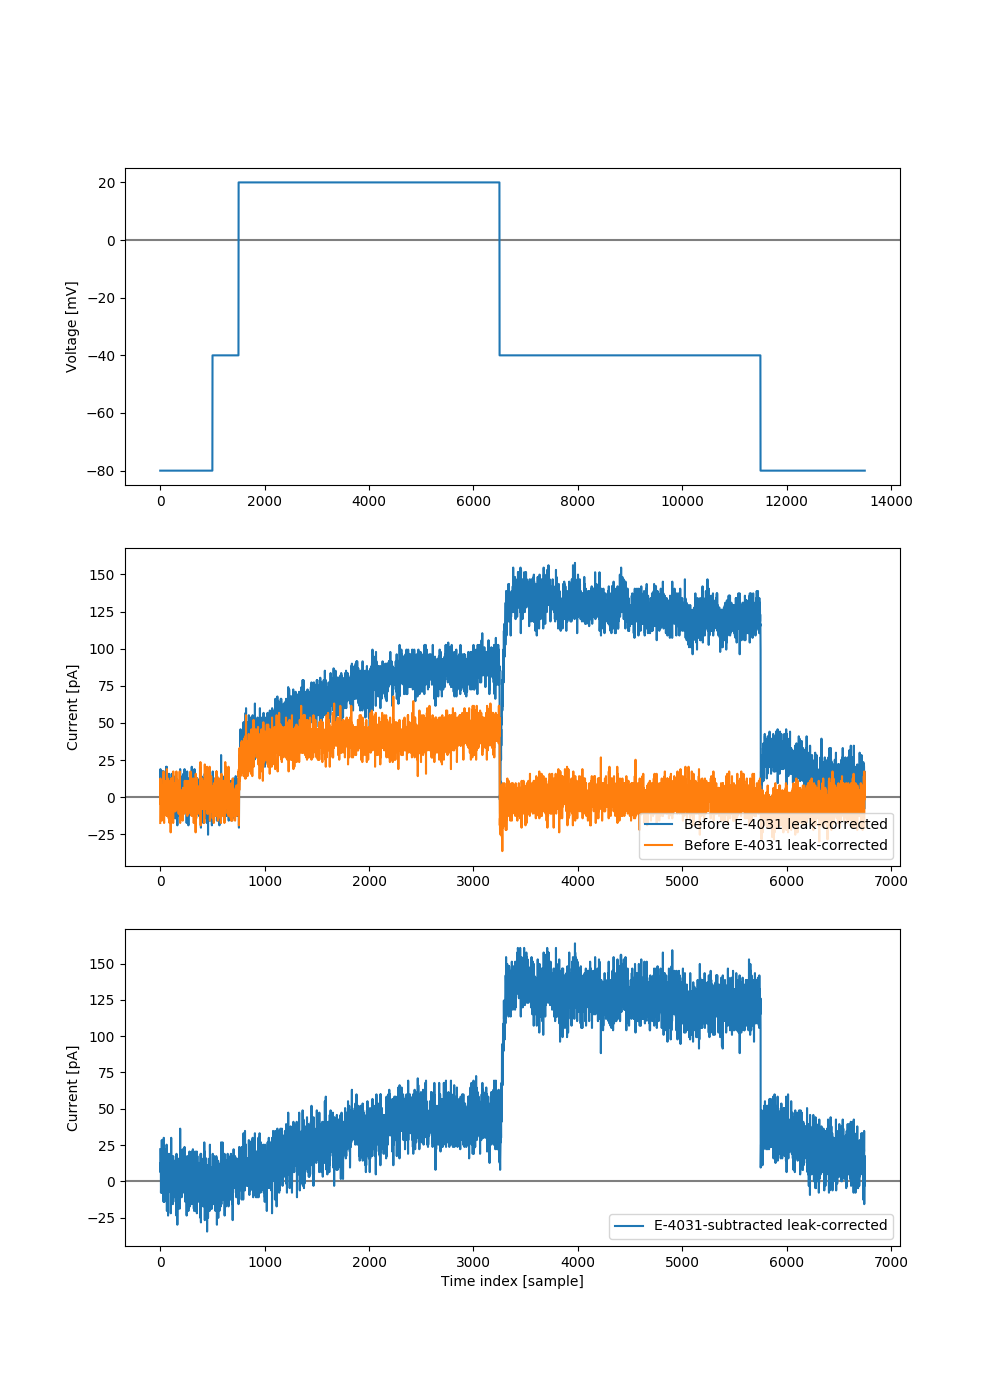 20
0
−20
−40
−60
−80
Voltage [mV]
0 2000 4000 6000 8000 10000 12000 14000
150
125
100
75
50
25
0
−25
Current [pA]
Before E-4031 leak-corrected
Before E-4031 leak-corrected
0 1000 2000 3000 4000 5000 6000 7000
150
125
100
75
50
25
0
−25
Current [pA]
E-4031-subtracted leak-corrected
0 1000 2000 3000 4000 5000 6000 7000
Time index [sample]